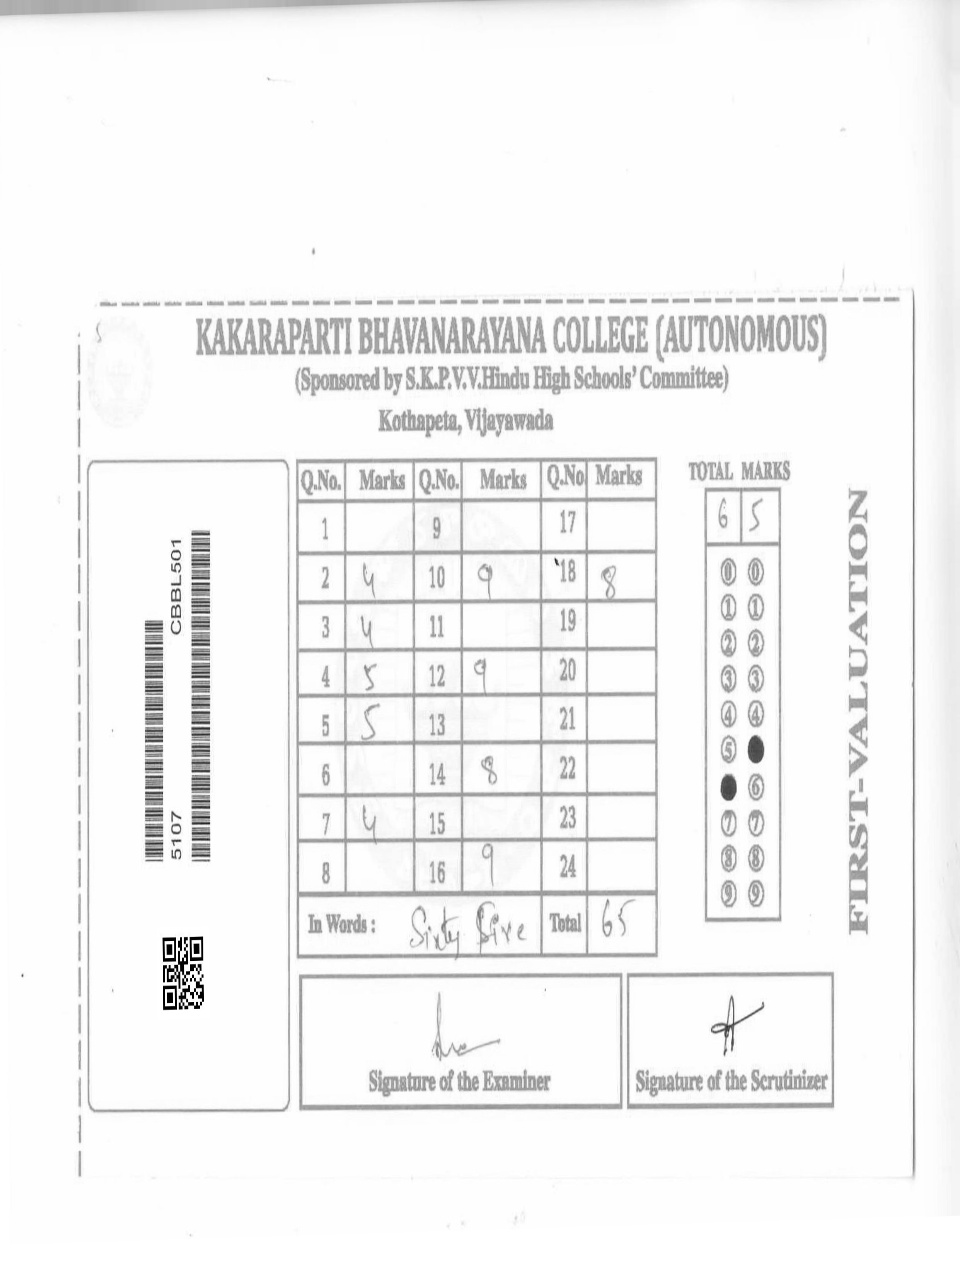 KAKARAPARTI BHAVANARAYANA COLLEGE (AUTONOMOUS)
(Sponsored by S.K.P.V.V.Hindu High Schools' Committee)
Kothapeta, Vijayawada
CBBL501
5107
Q.No. Marks Q.No. Marks Q.No Marks
1 9 17
2 4 10 9 18 8
3 4 11 19
4 5 12 9 20
5 5 13 21
6 14 8 22
7 4 15 23
8 16 9 24
In Words : Sixty Five Total 65
TOTAL MARKS
6 5
0 0
1 1
2 2
3 3
4 4
5
6
7 7
8 8
9 9
FIRST-VALUATION
Signature of the Examiner
Signature of the Scrutinizer